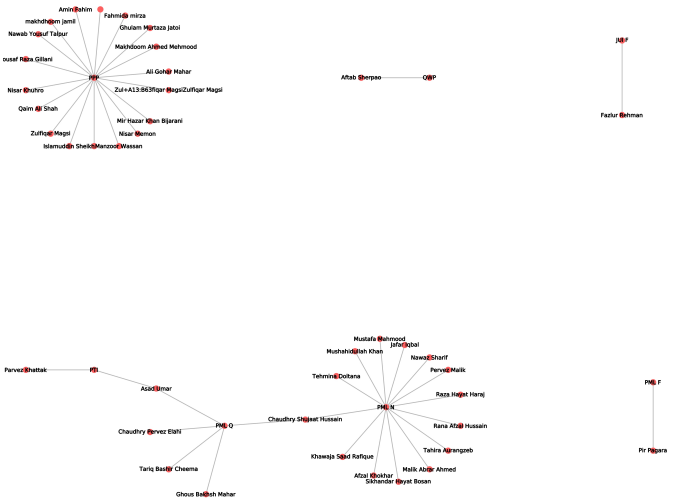 Amin Fahim
Fahmida mirza
makhdhoom jamil
Ghulam Murtaza Jatoi
Nawab Yousuf Talpur
Makhdoom Ahmed Mehmood
JUI-F
ousaf Raza Gillani
Ali Gohar Mahar
PPP
Aftab Sherpao
QWP
Nisar Khuhro
Zul+A13:B63fiqar MagsiZulfiqar Magsi
Qaim Ali Shah
Fazlur Rehman
Mir Hazar Khan Bijarani
Zulfiqar Magsi
Nisar Memon
Islamuddin Sheikh
Manzoor Wassan
Mustafa Mahmood
Jafar Iqbal
Mushahidullah Khan
Nawaz Sharif
Parvez Khattak
PTI
Pervez Malik
Tehmina Doltana
PML F
Asad Umar
Raza Hayat Haraj
PML N
Chaudhry Shujaat Hussain
PML Q
Rana Afzal Hussain
Chaudhry Pervez Elahi
Tahira Aurangzeb
Pir Pagara
Khawaja Saad Rafique
Tariq Bashir Cheema
Malik Abrar Ahmed
Afzal Khokhar
Sikhandar Hayat Bosan
Ghous Bakhsh Mahar